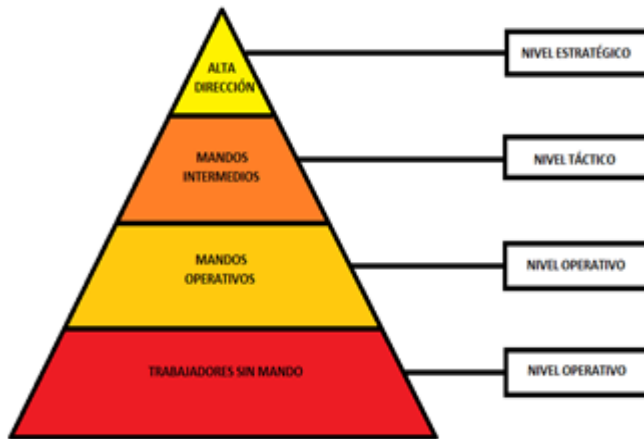 ALTA
DIRECCIÓN
NIVEL ESTRATÉGICO
MANDOS
INTERMEDIOS
NIVEL TÁCTICO
MANDOS
OPERATIVOS
NIVEL OPERATIVO
TRABAJADORES SIN MANDO
NIVEL OPERATIVO